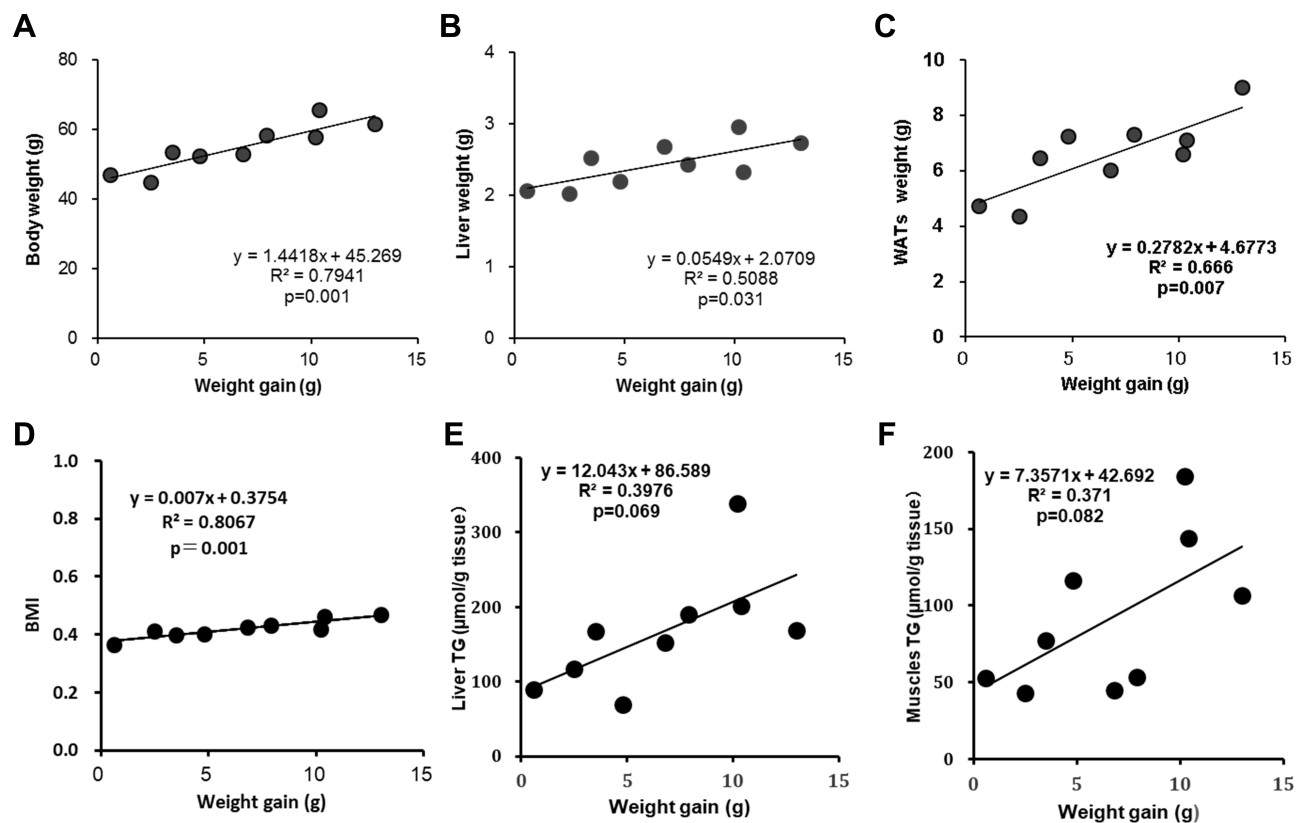 A
80
60
40
20
0
Body weight (g)
y = 1.4418x + 45.269
R² = 0.7941
p=0.001
0 5 10 15
Weight gain (g)
B
4
3
2
1
0
Liver weight (g)
y = 0.0549x + 2.0709
R² = 0.5088
p=0.031
0 5 10 15
Weight gain (g)
C
10
8
6
4
2
0
WATs weight (g)
y = 0.2782x + 4.6773
R² = 0.666
p=0.007
0 5 10 15
Weight gain (g)
D
1.0
0.8
0.6
0.4
0.2
0.0
BMI
y = 0.007x + 0.3754
R² = 0.8067
p＝0.001
0 5 10 15
Weight gain (g)
E
400
300
200
100
0
Liver TG (μmol/g tissue)
y = 12.043x + 86.589
R² = 0.3976
p=0.069
0 5 10 15
Weight gain (g)
F
200
150
100
50
0
Muscles TG (μmol/g tissue)
y = 7.3571x + 42.692
R² = 0.371
p=0.082
0 5 10 15
Weight gain (g)